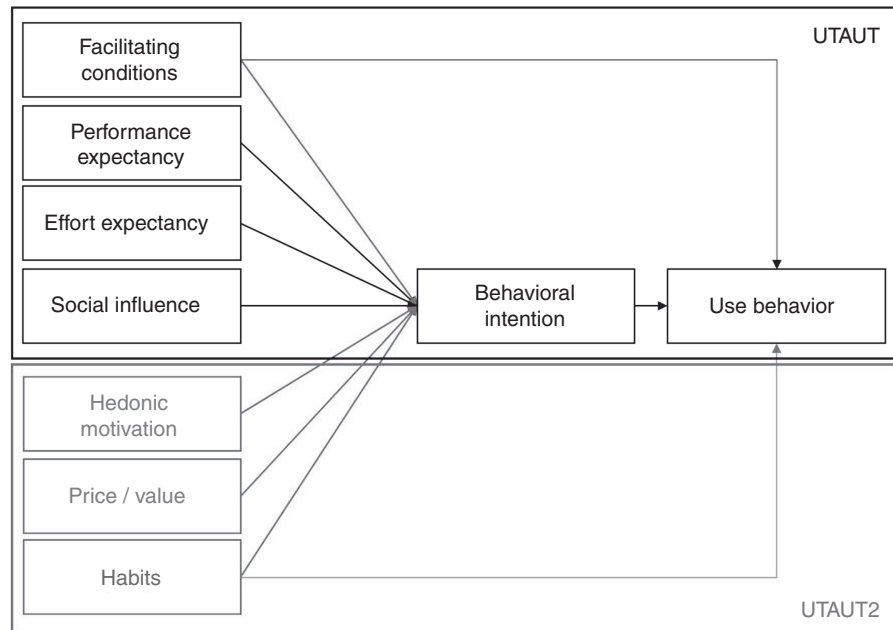 UTAUT
Facilitating
conditions
Performance
expectancy
Effort expectancy
Social influence
Behavioral
intention
Use behavior
Hedonic
motivation
Price / value
Habits
UTAUT2